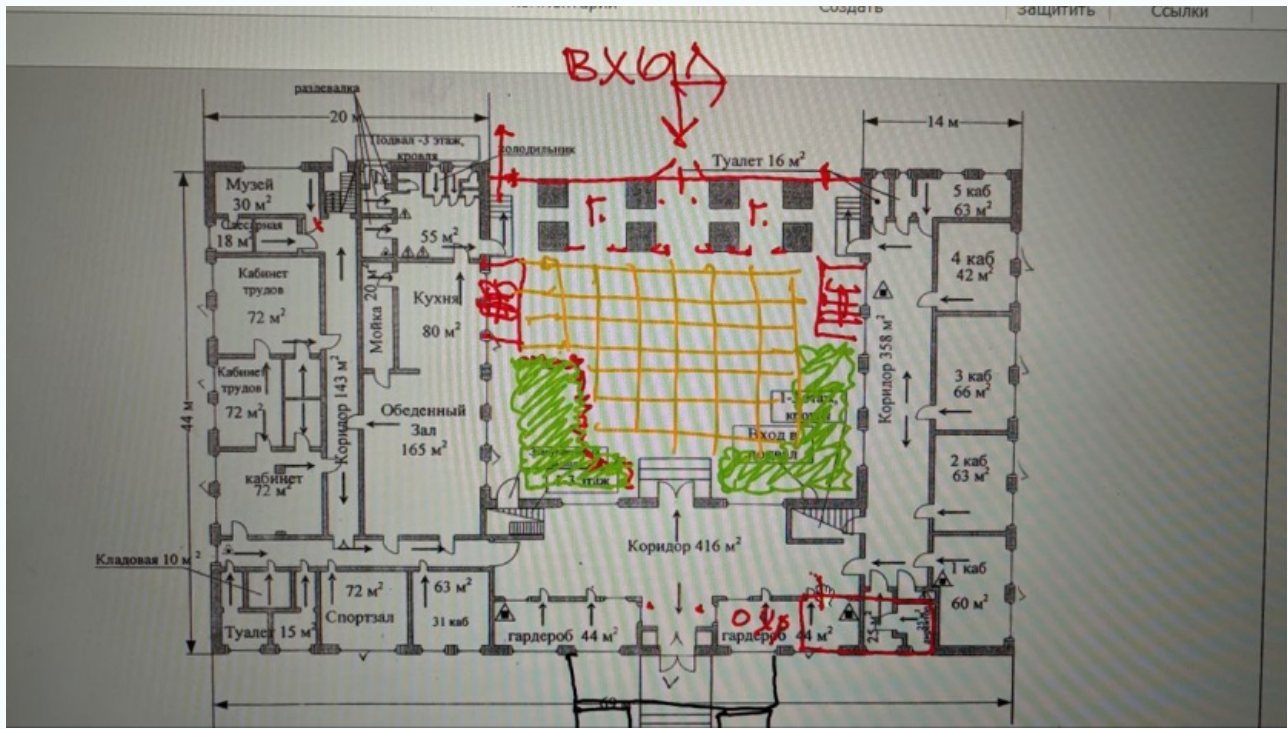 Создать
Защитить
Ссылки
ВХОД
раздевалка
20 м
14 м
Подвал -3 этаж,
кровля
холодильник
Туалет 16 м²
Музей
30 м²
5 каб
63 м²
Г.
Г.
18 м²
55 м²
4 каб
42 м²
Кабинет
трудов
72 м²
Мойка 20 м²
Кухня
80 м²
Коридор 358 м²
44 м
Кабинет
трудов
72 м²
Коридор 143 м²
Обеденный
Зал
165 м²
3 каб
66 м²
Вход в
подвал
кабинет
72 м²
2 каб
63 м²
этаж
Коридор 416 м²
Кладовая 10 м²
1 каб
60 м²
72 м²
Спортзал
63 м²
31 каб
Туалет 15 м²
гардероб 44 м²
гардероб 44 м²
25 м²